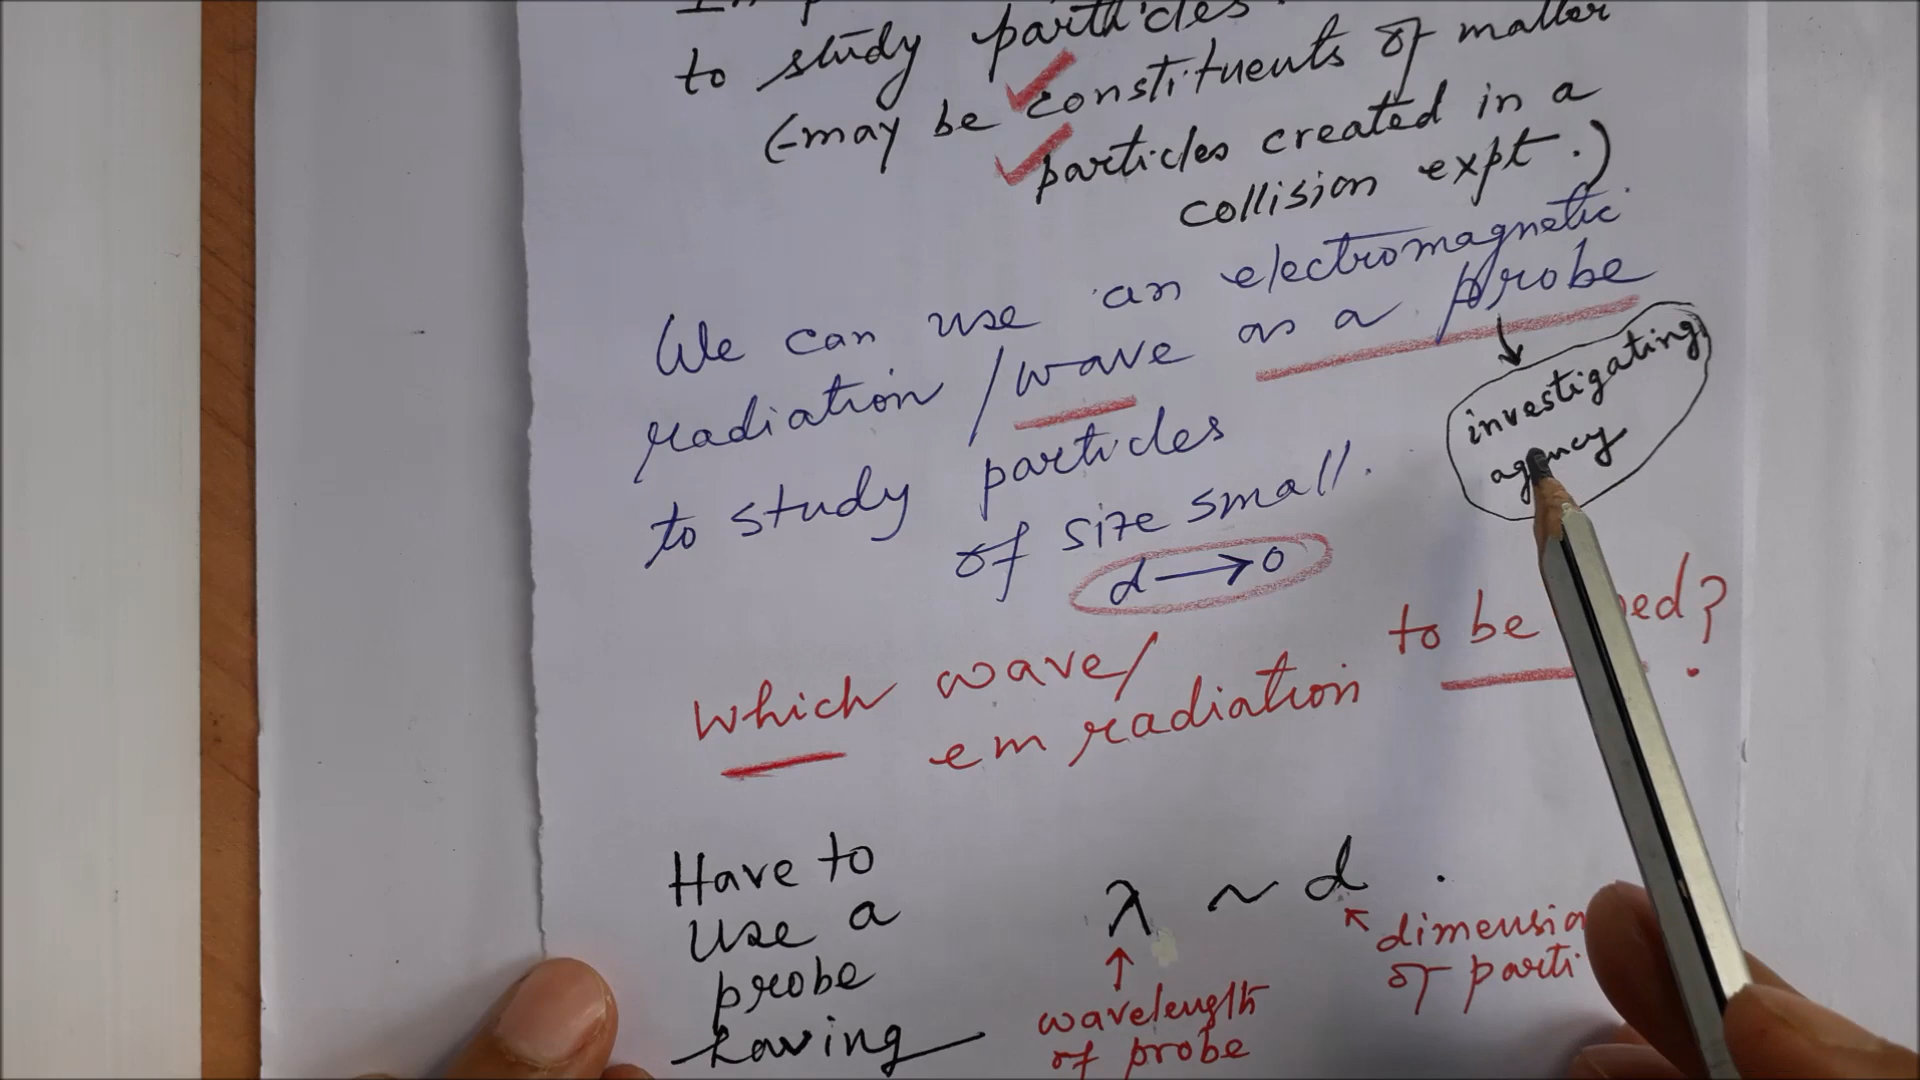 to study particles
(may be constituents of matter
particles created in a
collision expt.)
We can use an electromagnetic
radiation/wave as a probe
investigating
agency
to study particles
of size small.
d → 0
Which wave/
em radiation to be
Have to
use a
probe
having
λ ~ d .
wavelength
of probe
of